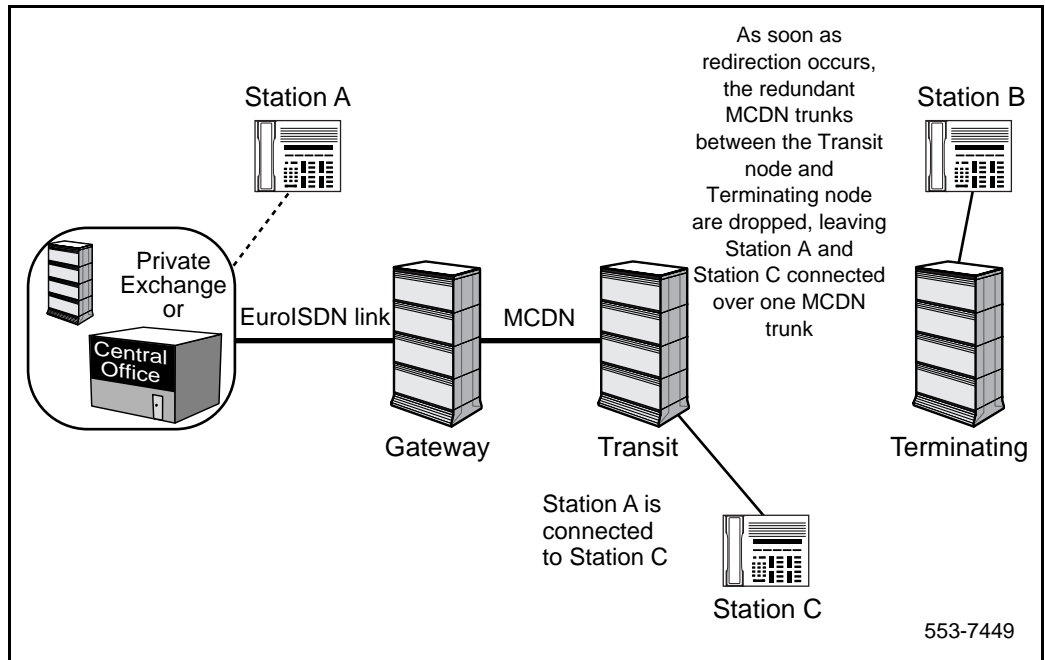 Station A
As soon as
redirection occurs,
the redundant
MCDN trunks
between the Transit
node and
Terminating node
are dropped, leaving
Station A and
Station C connected
over one MCDN
trunk
Station B
Private
Exchange
or
Central
Office
EuroISDN link
MCDN
Gateway
Transit
Terminating
Station A is
connected
to Station C
Station C
553-7449